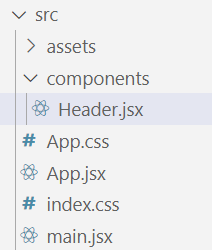 src
assets
components
Header.jsx
# App.css
App.jsx
# index.css
main.jsx